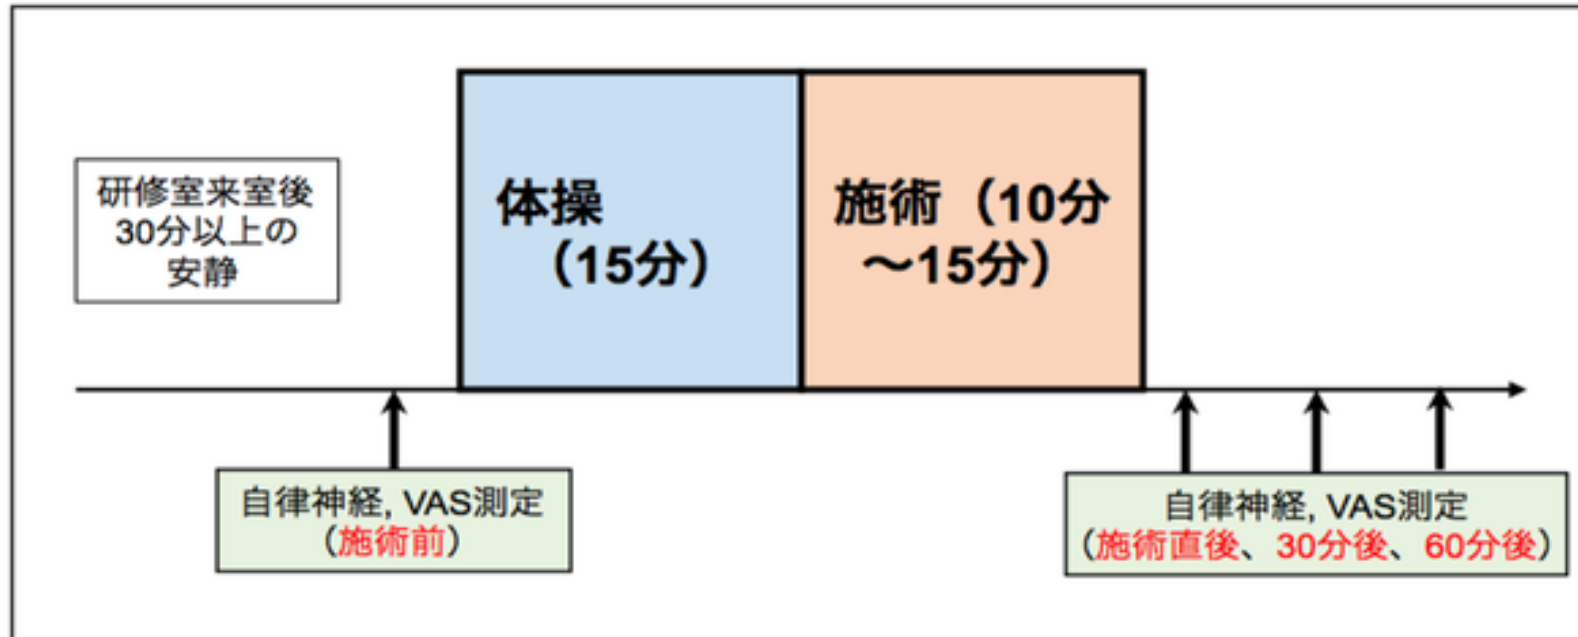 研修室来室後
30分以上の
安静
体操
（15分）
施術（10分
～15分）
自律神経, VAS測定
（施術前）
自律神経, VAS測定
（施術直後、30分後、60分後）